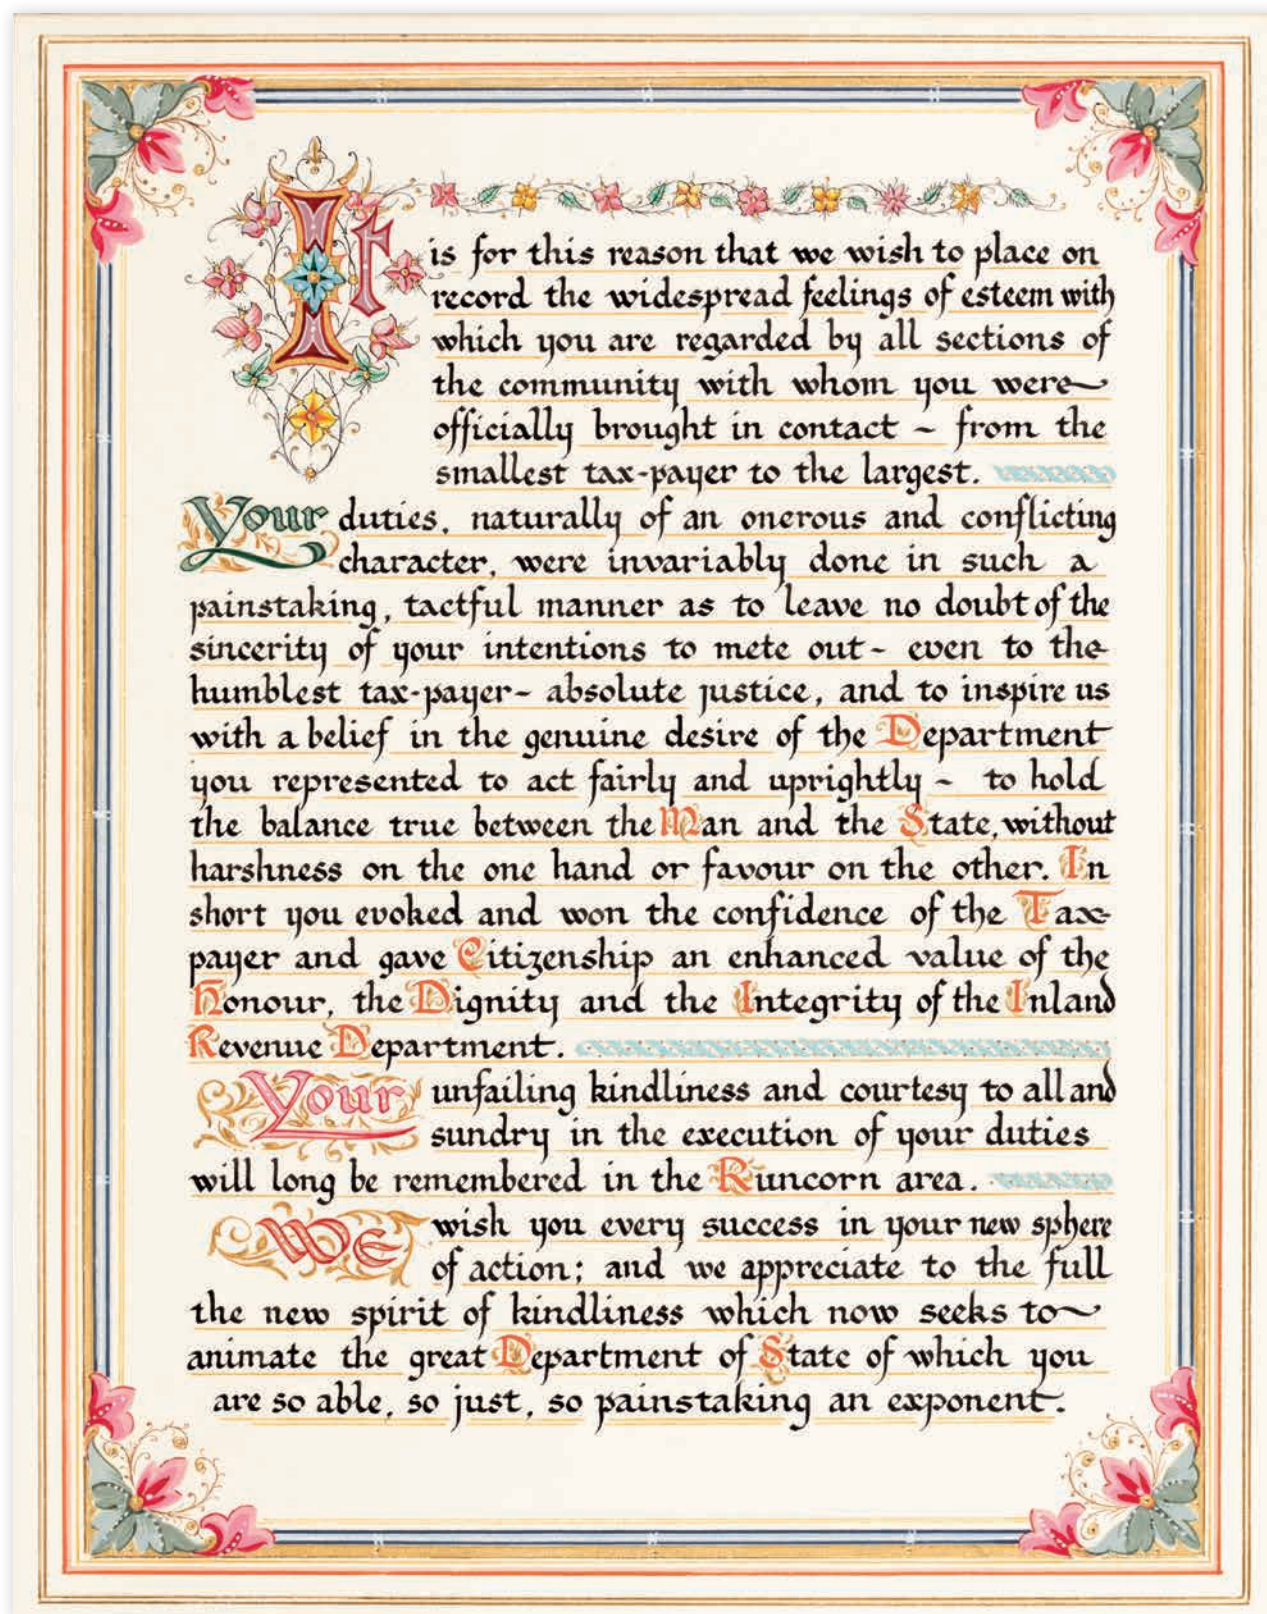 It is for this reason that we wish to place on
record the widespread feelings of esteem with
which you are regarded by all sections of
the community with whom you were
officially brought in contact - from the
smallest tax-payer to the largest.
Your duties, naturally of an onerous and conflicting
character, were invariably done in such a
painstaking, tactful manner as to leave no doubt of the
sincerity of your intentions to mete out - even to the
humblest tax-payer - absolute justice, and to inspire us
with a belief in the genuine desire of the Department
you represented to act fairly and uprightly - to hold
the balance true between the Man and the State, without
harshness on the one hand or favour on the other. In
short you evoked and won the confidence of the Tax-
payer and gave Citizenship an enhanced value of the
Honour, the Dignity and the Integrity of the Inland
Revenue Department.
Your unfailing kindliness and courtesy to all and
sundry in the execution of your duties
will long be remembered in the Runcorn area.
We wish you every success in your new sphere
of action; and we appreciate to the full
the new spirit of kindliness which now seeks to
animate the great Department of State of which you
are so able, so just, so painstaking an exponent.